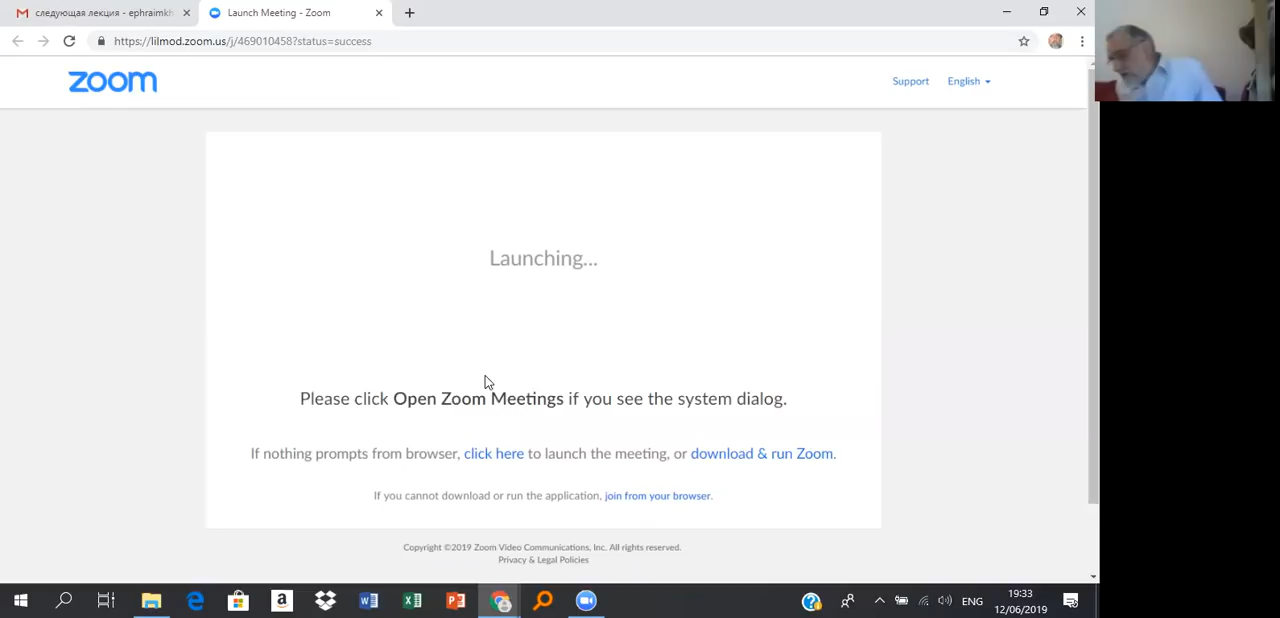 следующая лекция - ephraimkh
Launch Meeting - Zoom
https://lilmod.zoom.us/j/469010458?status=success
zoom
Support English
Launching...
Please click Open Zoom Meetings if you see the system dialog.
If nothing prompts from browser, click here to launch the meeting, or download & run Zoom.
If you cannot download or run the application, join from your browser.
Copyright ©2019 Zoom Video Communications, Inc. All rights reserved.
Privacy & Legal Policies
ENG
19:33
12/06/2019